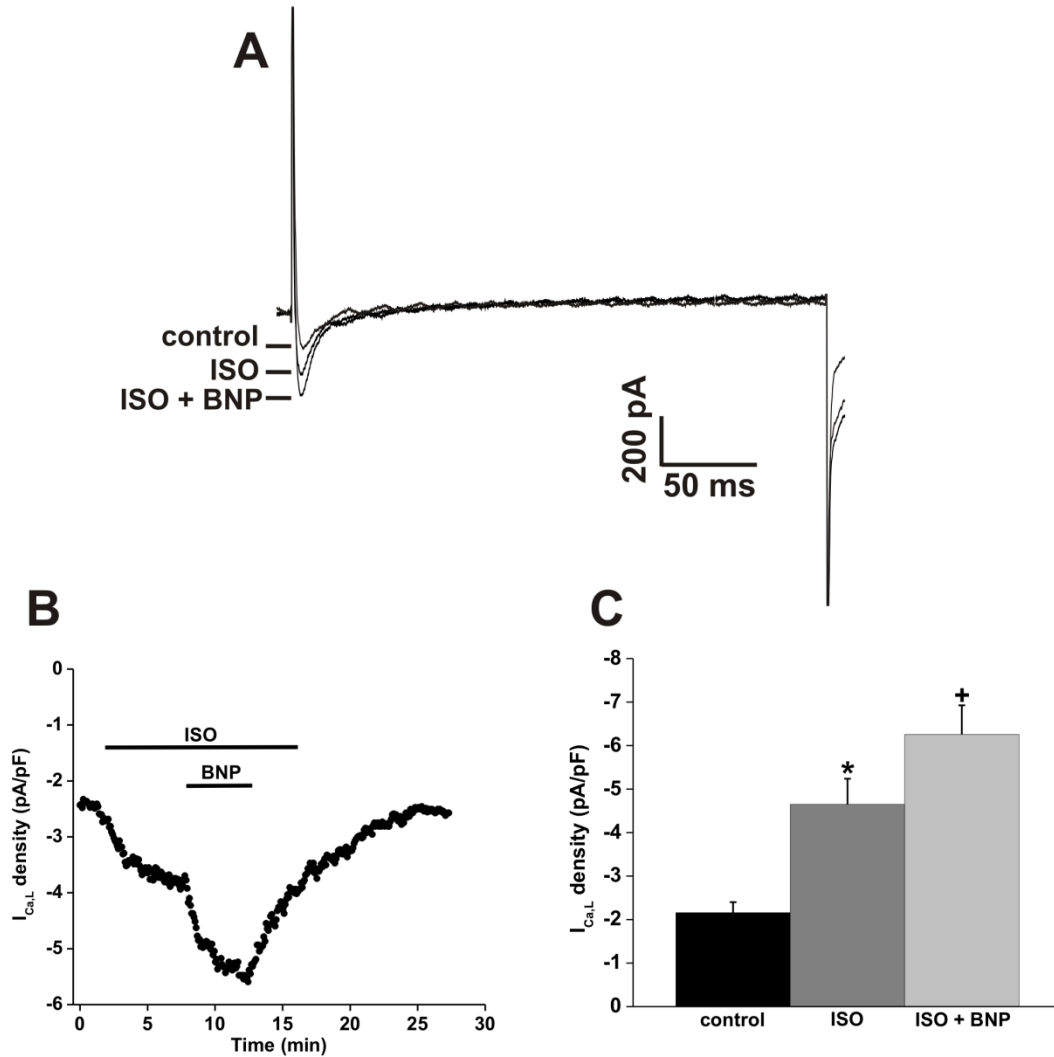 A
control
ISO
ISO + BNP
200 pA
50 ms
B
0
-1
-2
-3
-4
-5
-6
I_Ca,L density (pA/pF)
ISO
BNP
0 5 10 15 20 25 30
Time (min)
C
-8
-7
-6
-5
-4
-3
-2
-1
0
I_Ca,L density (pA/pF)
*
+
control ISO ISO + BNP